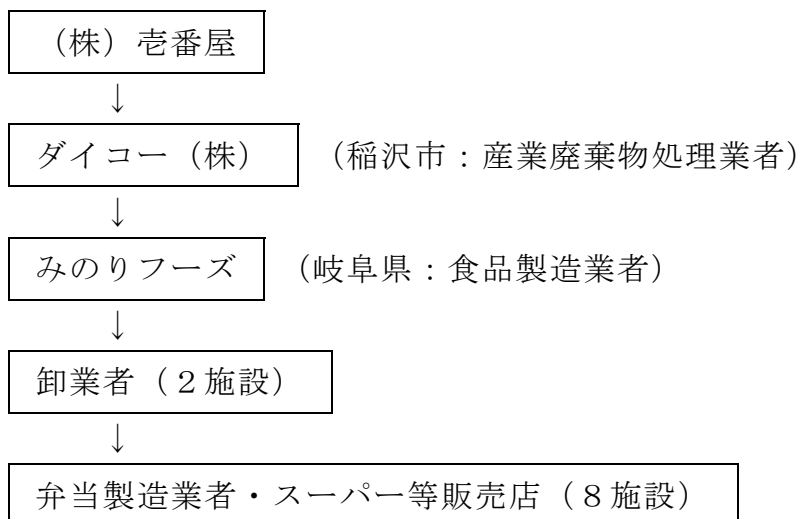 （株）壱番屋
↓
ダイコー（株） （稲沢市：産業廃棄物処理業者）
↓
みのりフーズ （岐阜県：食品製造業者）
↓
卸業者（２施設）
↓
弁当製造業者・スーパー等販売店（８施設）